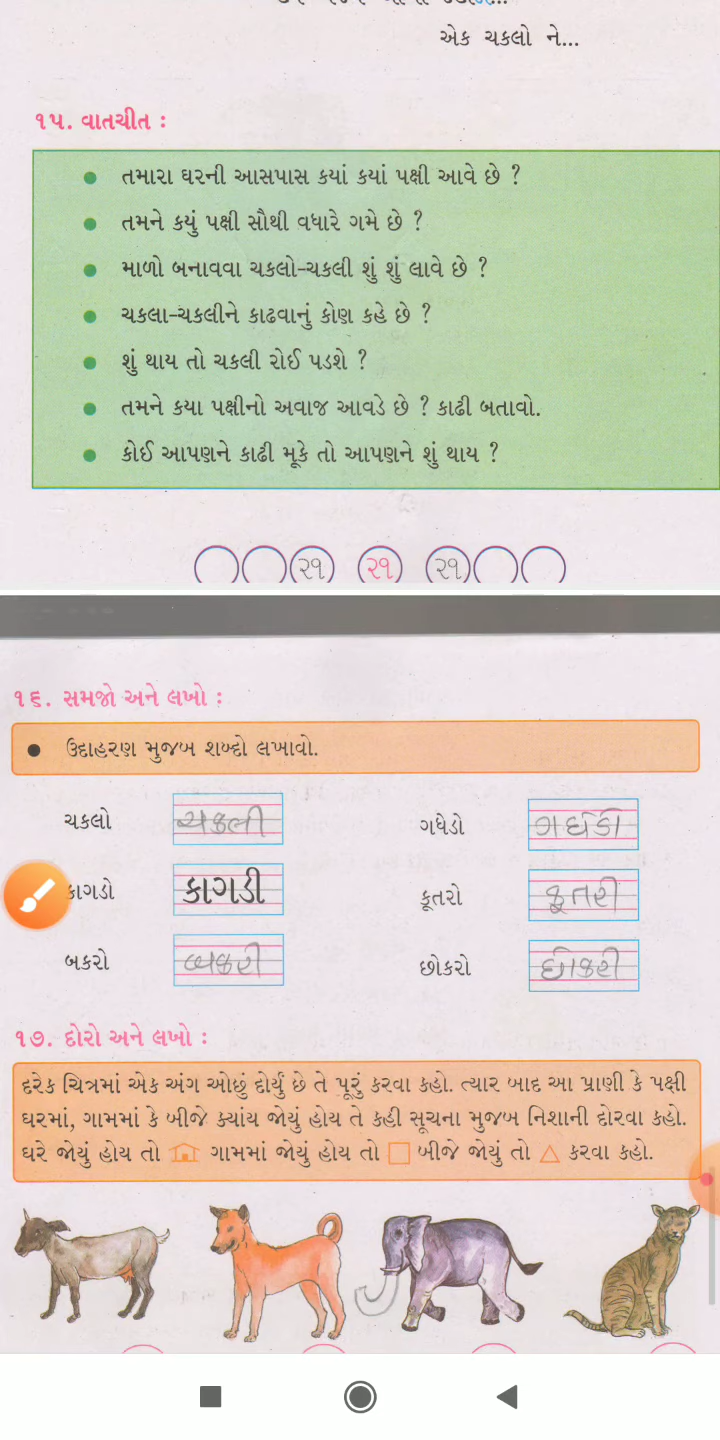 એક ચકલો ને...
૧૫. વાતચીત :
● તમારા ઘરની આસપાસ કયાં કયાં પક્ષી આવે છે ?
● તમને કયું પક્ષી સૌથી વધારે ગમે છે ?
● માળો બનાવવા ચકલો-ચકલી શું શું લાવે છે ?
● ચકલા-ચકલીને કાઢવાનું કોણ કહે છે ?
● શું થાય તો ચકલી રોઈ પડશે ?
● તમને કયા પક્ષીનો અવાજ આવડે છે ? કાઢી બતાવો.
● કોઈ આપણને કાઢી મૂકે તો આપણને શું થાય ?
૨૧ ૨૧ ૨૧
૧૬. સમજો અને લખો :
● ઉદાહરણ મુજબ શબ્દો લખાવો.
ચકલો ચકલી ગધેડો
કાગડો કાગડી કૂતરો કૂતરી
બકરો બકરી છોકરો છોકરી
૧૭. દોરો અને લખો :
દરેક ચિત્રમાં એક અંગ ઓછું દોર્યું છે તે પૂરું કરવા કહો. ત્યાર બાદ આ પ્રાણી કે પક્ષી
ઘરમાં, ગામમાં કે બીજે ક્યાંય જોયું હોય તે કહી સૂચના મુજબ નિશાની દોરવા કહો.
ઘરે જોયું હોય તો ગામમાં જોયું હોય તો બીજે જોયું તો કરવા કહો.